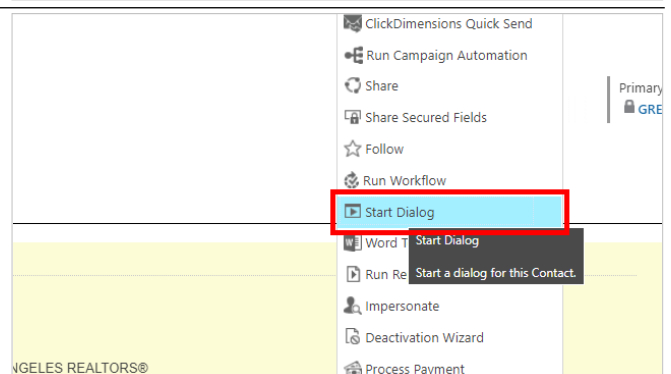 ClickDimensions Quick Send
Run Campaign Automation
Share
Primary
GRE
Share Secured Fields
Follow
Run Workflow
Start Dialog
Word T
Start Dialog
Run Re
Start a dialog for this Contact.
Impersonate
Deactivation Wizard
NGELES REALTORS®
Process Payment